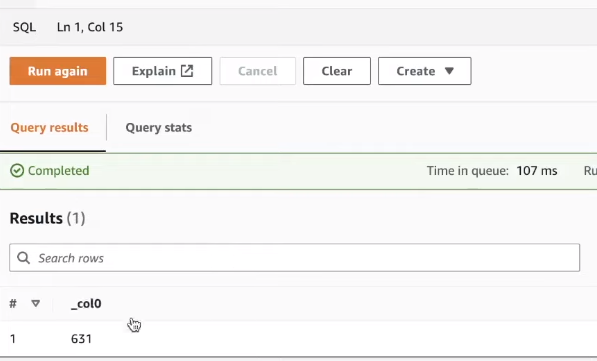 SQL Ln 1, Col 15
Run again Explain Cancel Clear Create
Query results Query stats
Completed Time in queue: 107 ms
Results (1)
Search rows
# _col0
1 631